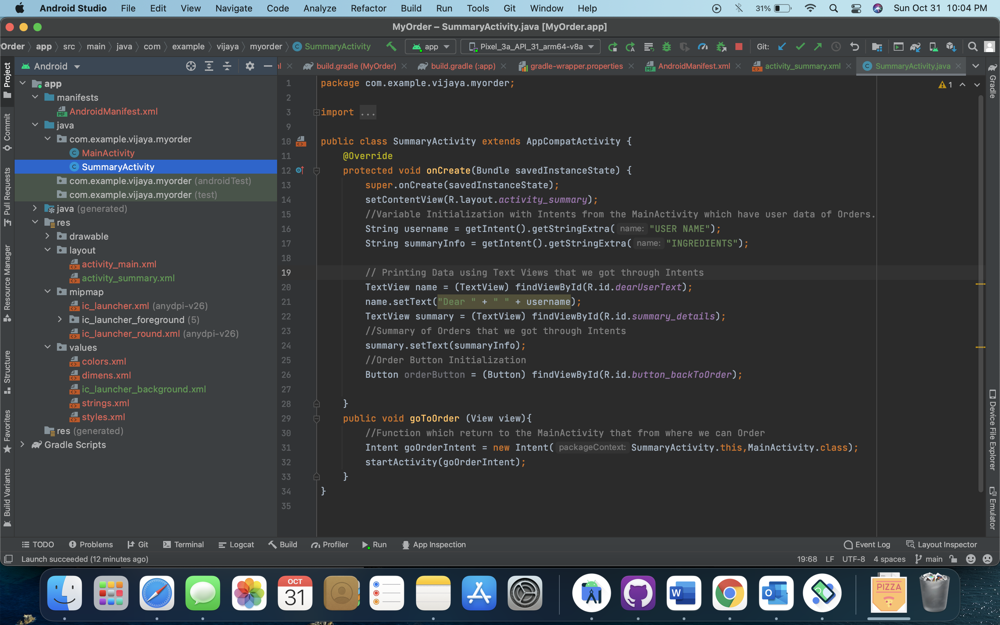 Android Studio File Edit View Navigate Code Analyze Refactor Build Run Tools Git Window Help 31% Sun Oct 31 10:04 PM
MyOrder – SummaryActivity.java [MyOrder.app]
Order app src main java com example vijaya myorder SummaryActivity app Pixel_3a_API_31_arm64-v8a Git:
Android
build.gradle (MyOrder) build.gradle (:app) gradle-wrapper.properties AndroidManifest.xml activity_summary.xml SummaryActivity.java
Project
Commit
Pull Requests
Resource Manager
Structure
Favorites
Build Variants
app
manifests
AndroidManifest.xml
java
com.example.vijaya.myorder
MainActivity
SummaryActivity
com.example.vijaya.myorder (androidTest)
com.example.vijaya.myorder (test)
java (generated)
res
drawable
layout
activity_main.xml
activity_summary.xml
mipmap
ic_launcher.xml (anydpi-v26)
ic_launcher_foreground (5)
ic_launcher_round.xml (anydpi-v26)
values
colors.xml
dimens.xml
ic_launcher_background.xml
strings.xml
styles.xml
res (generated)
Gradle Scripts
1 package com.example.vijaya.myorder;
2
3 import ...
9
10 public class SummaryActivity extends AppCompatActivity {
11 @Override
12 protected void onCreate(Bundle savedInstanceState) {
13 super.onCreate(savedInstanceState);
14 setContentView(R.layout.activity_summary);
15 //Variable Initialization with Intents from the MainActivity which have user data of Orders.
16 String username = getIntent().getStringExtra( name: "USER NAME");
17 String summaryInfo = getIntent().getStringExtra( name: "INGREDIENTS");
18
19 // Printing Data using Text Views that we got through Intents
20 TextView name = (TextView) findViewById(R.id.dearUserText);
21 name.setText("Dear " + " " + username);
22 TextView summary = (TextView) findViewById(R.id.summary_details);
23 //Summary of Orders that we got through Intents
24 summary.setText(summaryInfo);
25 //Order Button Initialization
26 Button orderButton = (Button) findViewById(R.id.button_backToOrder);
27
28 }
29 public void goToOrder (View view){
30 //Function which return to the MainActivity that from where we can Order
31 Intent goOrderIntent = new Intent( packageContext: SummaryActivity.this,MainActivity.class);
32 startActivity(goOrderIntent);
33 }
34 }
35
1
Gradle
Device File Explorer
Emulator
TODO Problems Git Terminal Logcat Build Profiler Run App Inspection Event Log Layout Inspector
Launch succeeded (12 minutes ago) 19:68 LF UTF-8 4 spaces main
OCT
31
W
O
PIZZA